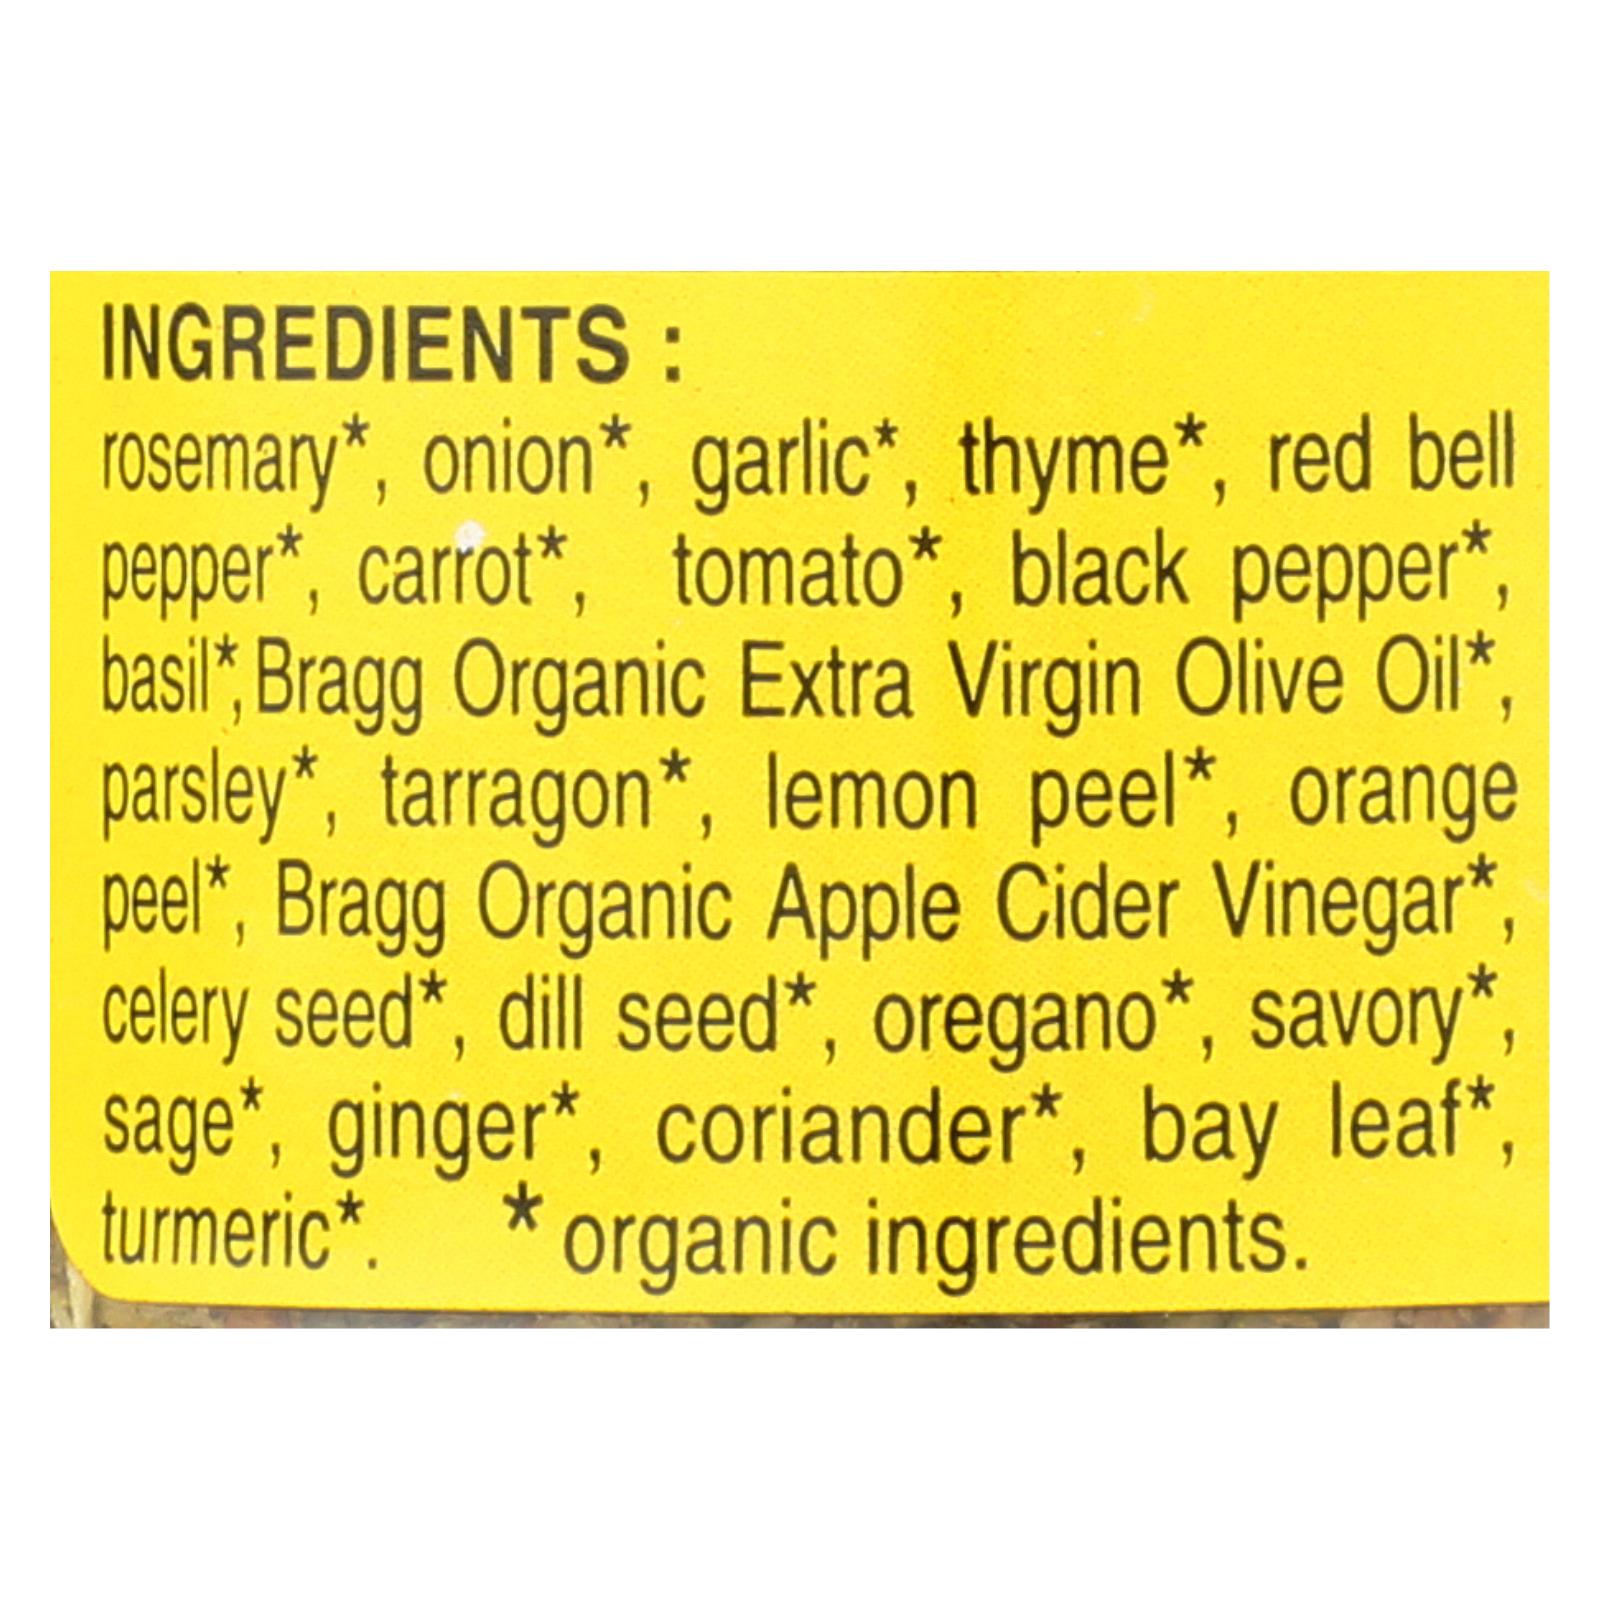 INGREDIENTS :
rosemary*, onion*, garlic*, thyme*, red bell
pepper*, carrot*, tomato*, black pepper*,
basil*,Bragg Organic Extra Virgin Olive Oil*,
parsley*, tarragon*, lemon peel*, orange
peel*, Bragg Organic Apple Cider Vinegar*,
celery seed*, dill seed*, oregano*, savory*,
sage*, ginger*, coriander*, bay leaf*,
turmeric*. *organic ingredients.